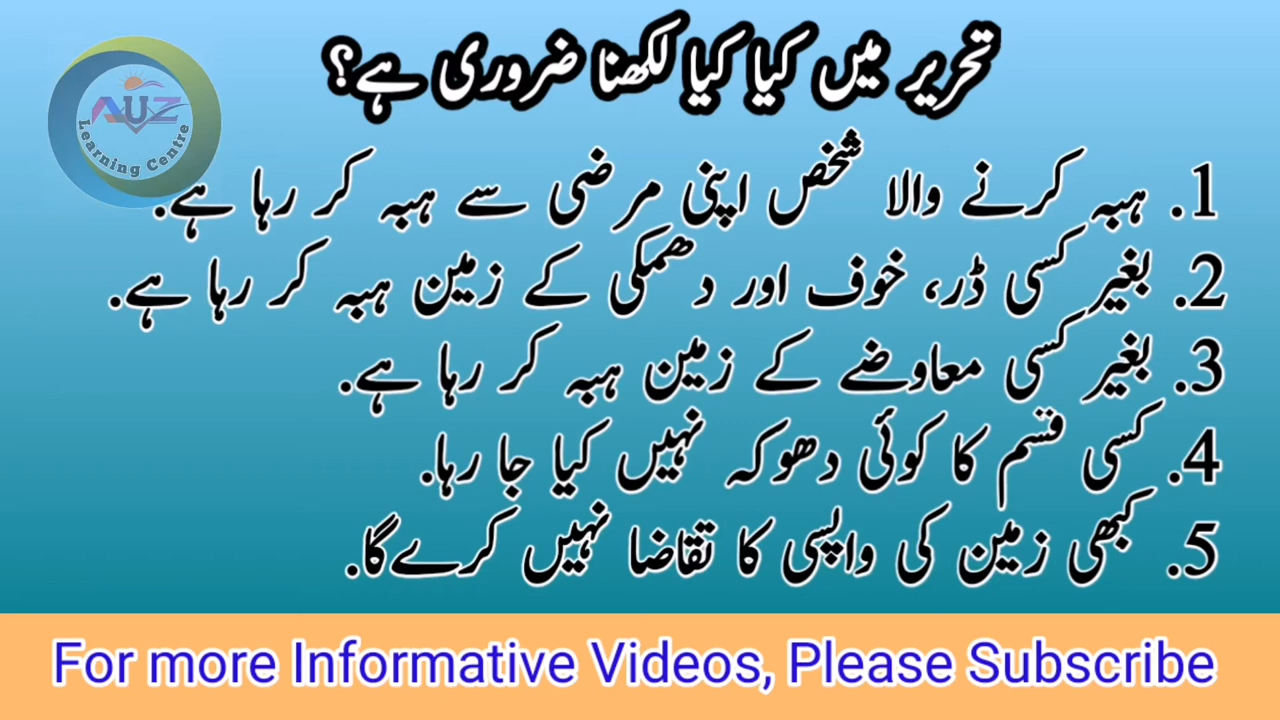 تحریر میں کیا کیا لکھنا ضروری ہے؟
AUZ
Learning Centre
1. ہبہ کرنے والا شخص اپنی مرضی سے ہبہ کر رہا ہے.
2. بغیر کسی ڈر، خوف اور دھمکی کے زمین ہبہ کر رہا ہے.
3. بغیر کسی معاوضے کے زمین ہبہ کر رہا ہے.
4. کسی قسم کا کوئی دھوکہ نہیں کیا جا رہا.
5. کبھی زمین کی واپسی کا تقاضا نہیں کرے گا.
For more Informative Videos, Please Subscribe